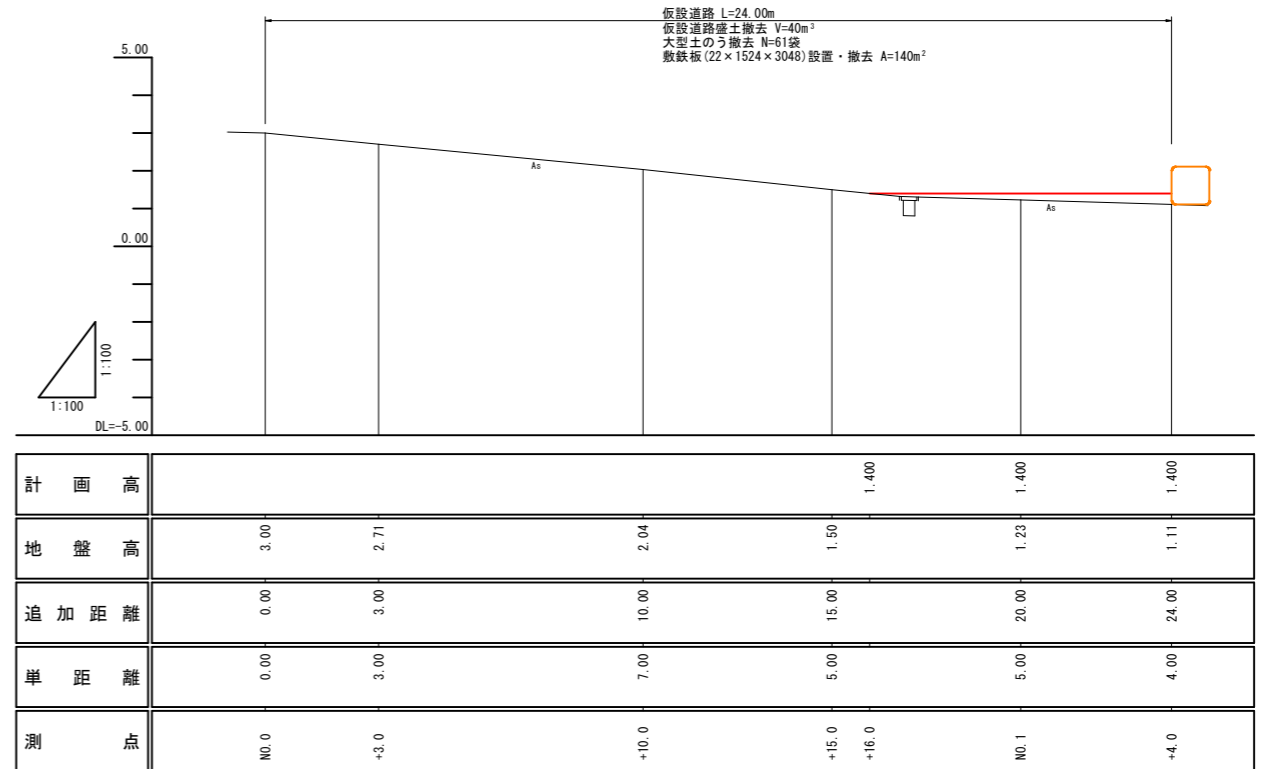 仮設道路 L=24.00m
仮設道路盛土撤去 V=40m³
大型土のう撤去 N=61袋
敷鉄板(22×1524×3048)設置・撤去 A=140m²
5.00
As
As
0.00
1:100
1:100
DL=-5.00
計画高 1.400 1.400 1.400
地盤高 3.00 2.71 2.04 1.50 1.23 1.11
追加距離 0.00 3.00 10.00 15.00 20.00 24.00
単距離 0.00 3.00 7.00 5.00 5.00 4.00
測点 NO.0 +3.0 +10.0 +15.0 +16.0 NO.1 +4.0